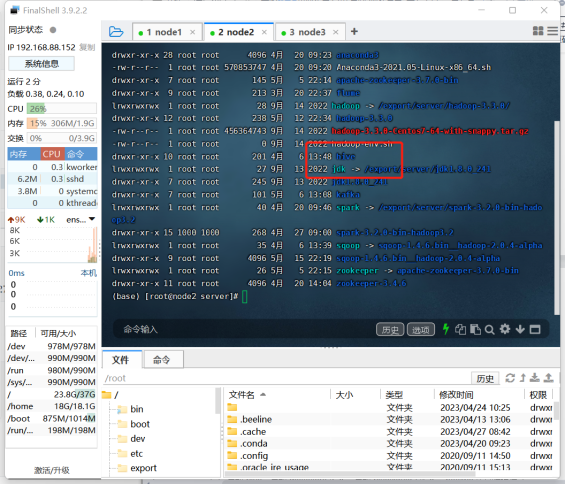 FinalShell 3.9.2.2
同步状态
IP 192.168.88.152 复制
系统信息
运行 2 分
负载 0.38, 0.24, 0.10
CPU 26%
内存 15% 306M/1.9G
交换 0% 0/3.9G
内存 CPU 命令
0 0.3 kworker
6.2M 0.3 sshd
3.8M 0 systemc
0 0 kthreade
9K 1K ens...
8K
6K
3K
0ms 本机
0
0
0
路径 可用/大小
/dev 978M/978M
/dev/... 990M/990M
/run 980M/990M
/sys/... 990M/990M
/ 23.8G/37G
/home 18G/18.1G
/boot 875M/1014M
/run/... 198M/198M
激活/升级
1 node1
2 node2
3 node3
drwxr-xr-x 28 root root 4096 4月 20 09:23 anaconda3
-rw-r--r-- 1 root root 570853747 4月 20 09:20 Anaconda3-2021.05-Linux-x86_64.sh
drwxr-xr-x 7 root root 145 5月 5 22:14 apache-zookeeper-3.7.0-bin
drwxr-xr-x 9 root root 213 3月 20 20:37 flume
lrwxrwxrwx 1 root root 28 9月 14 2022 hadoop -> /export/server/hadoop-3.3.0/
drwxr-xr-x 12 root root 238 5月 12 22:34 hadoop-3.3.0
-rw-r--r-- 1 root root 456364743 9月 14 2022 hadoop-3.3.0-Centos7-64-with-snappy.tar.gz
-rw-r--r-- 1 root root 0 9月 14 2022 hadoop-env.sh
drwxr-xr-x 10 root root 201 4月 6 13:48 hive
lrwxrwxrwx 1 root root 27 9月 13 2022 jdk -> /export/server/jdk1.8.0_241
drwxr-xr-x 7 root root 245 9月 13 2022 jdk1.8.0_241
drwxr-xr-x 7 root root 101 5月 6 13:08 kafka
lrwxrwxrwx 1 root root 40 4月 20 09:46 spark -> /export/server/spark-3.2.0-bin-hado
op3.2
drwxr-xr-x 15 1000 1000 268 4月 27 09:00 spark-3.2.0-bin-hadoop3.2
lrwxrwxrwx 1 root root 35 4月 6 13:39 sqoop -> sqoop-1.4.6.bin__hadoop-2.0.4-alpha
drwxr-xr-x 9 root root 4096 5月 15 22:19 sqoop-1.4.6.bin__hadoop-2.0.4-alpha
lrwxrwxrwx 1 root root 26 5月 5 22:15 zookeeper -> apache-zookeeper-3.7.0-bin
drwxr-xr-x 11 root root 4096 4月 20 14:04 zookeeper-3.4.6
(base) [root@node2 server]#
命令输入 历史 选项
文件 命令
/root 历史
/
bin
boot
dev
etc
export
文件名 大小 类型 修改时间 权限
文件夹 2023/04/24 10:25 drwx
.beeline 文件夹 2023/04/13 13:06 drwxr
.cache 文件夹 2023/04/27 08:42 drwxr
.conda 文件夹 2023/04/20 09:23 drwxr
.config 文件夹 2020/09/11 14:50 drwxr
.oracle_jre_usage 文件夹 2020/09/11 15:13 drwxr